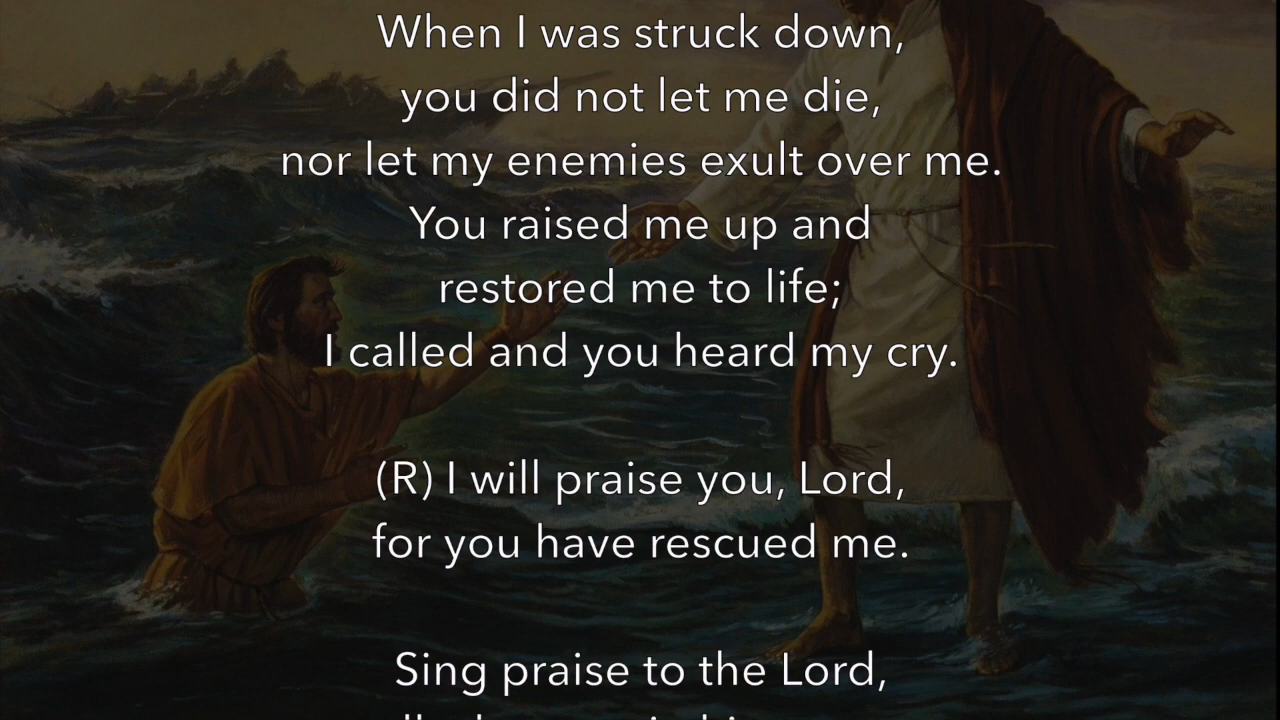 When I was struck down,
you did not let me die,
nor let my enemies exult over me.
You raised me up and
restored me to life;
I called and you heard my cry.
(R) I will praise you, Lord,
for you have rescued me.
Sing praise to the Lord,